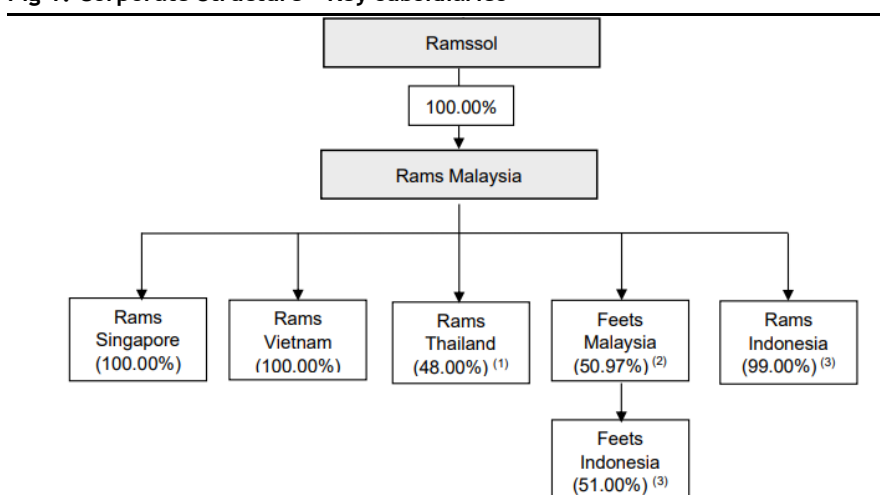 Ramssol
100.00%
Rams Malaysia
Rams
Singapore
(100.00%)
Rams
Vietnam
(100.00%)
Rams
Thailand
(48.00%) (1)
Feets
Malaysia
(50.97%) (2)
Rams
Indonesia
(99.00%) (3)
Feets
Indonesia
(51.00%) (3)